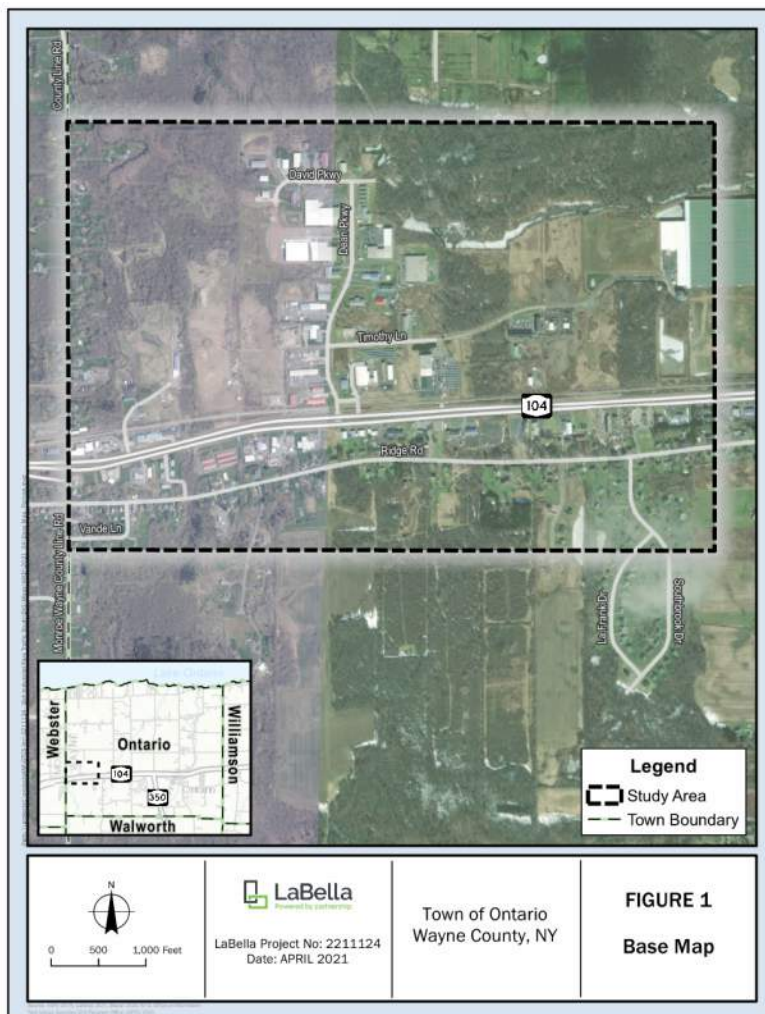 County Line Rd
David Pkwy
Dean Pkwy
Timothy Ln
104
Ridge Rd
Vande Ln
Monroe Wayne County Line Rd
La Frank Dr
Southbrook Dr
Lake Ontario
Webster
Ontario
Williamson
104
Ontario
350
Walworth
Legend
Study Area
Town Boundary
N
0 500 1,000 Feet
LaBella
Powered by partnership.
LaBella Project No: 2211124
Date: APRIL 2021
Town of Ontario
Wayne County, NY
FIGURE 1
Base Map